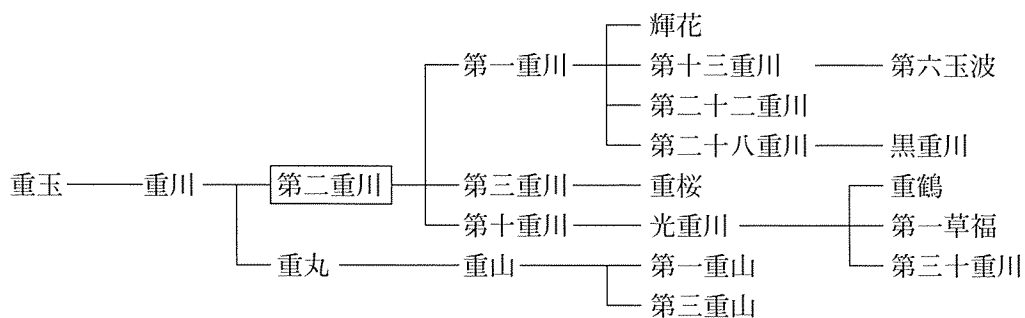 輝花
第一重川 第十三重川 第六玉波
第二十二重川
第二十八重川 黒重川
重玉 重川 第二重川 第三重川 重桜 重鶴
第十重川 光重川 第一草福
重丸 重山 第一重山 第三十重川
第三重山